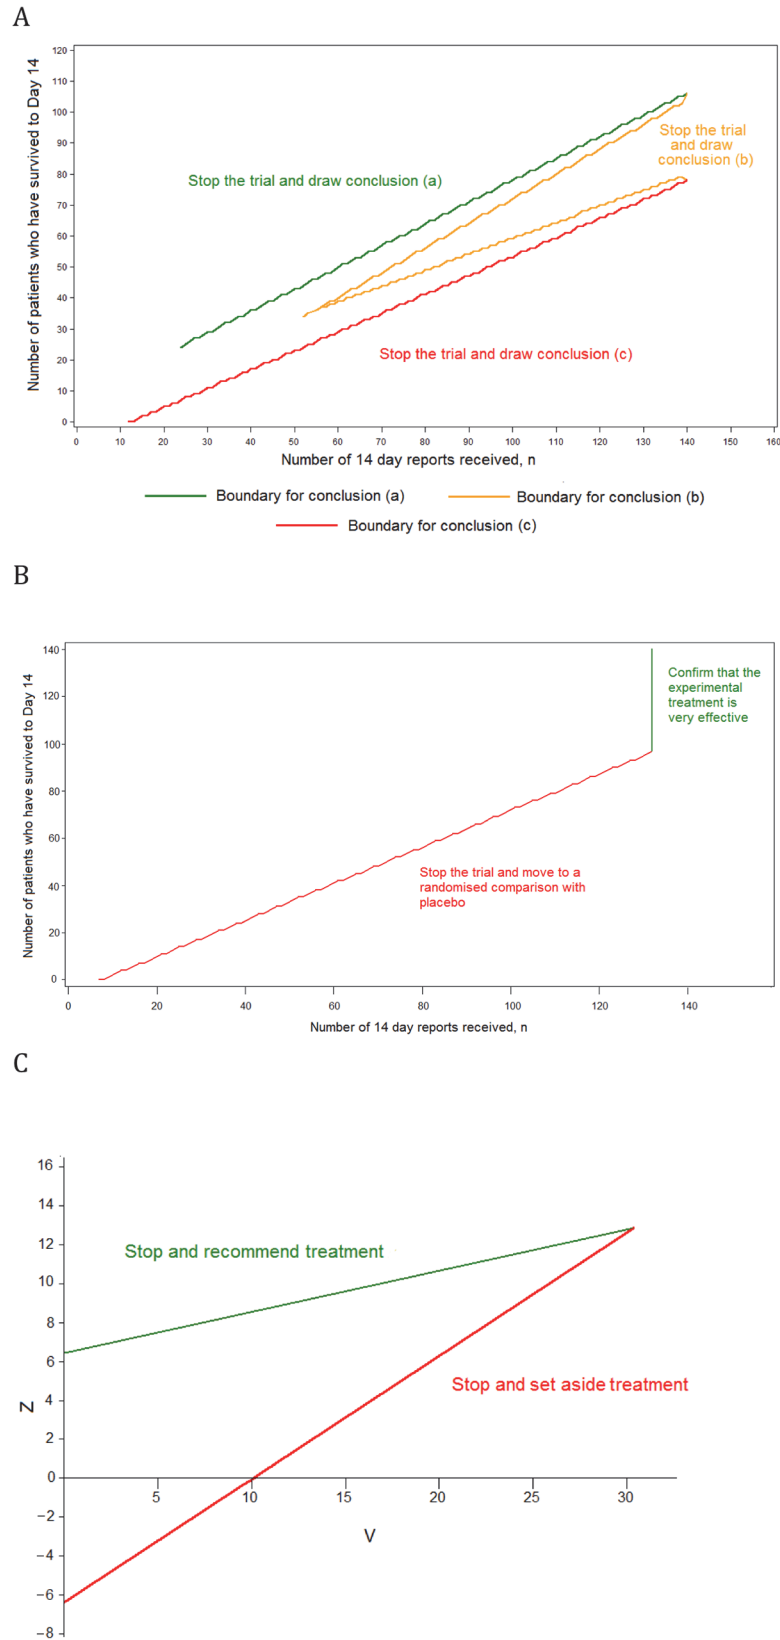 A
Number of patients who have survived to Day 14
120
110
100
90
80
70
60
50
40
30
20
10
0
Stop the trial and draw conclusion (a)
Stop the trial
and draw
conclusion (b)
Stop the trial and draw conclusion (c)
0 10 20 30 40 50 60 70 80 90 100 110 120 130 140 150 160
Number of 14 day reports received, n
Boundary for conclusion (a) Boundary for conclusion (b)
Boundary for conclusion (c)
B
Number of patients who have survived to Day 14
140
120
100
80
60
40
20
0
Confirm that the
experimental
treatment is
very effective
Stop the trial and move to a
randomised comparison with
placebo
0 20 40 60 80 100 120 140
Number of 14 day reports received, n
C
Z
16
14
12
10
8
6
4
2
0
−2
−4
−6
−8
Stop and recommend treatment
Stop and set aside treatment
5 10 15 20 25 30
V